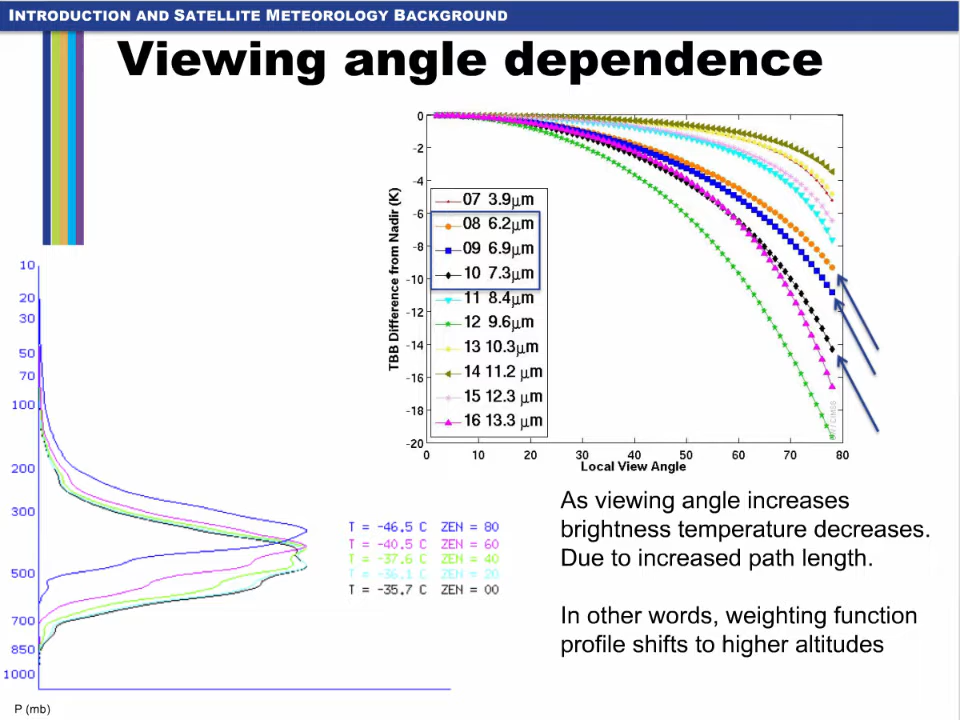 INTRODUCTION AND SATELLITE METEOROLOGY BACKGROUND
Viewing angle dependence
0
-2
-4
-6
-8
-10
-12
-14
-16
-18
-20
TBB Difference from Nadir (K)
07 3.9μm
08 6.2μm
09 6.9μm
10 7.3μm
11 8.4μm
12 9.6μm
13 10.3μm
14 11.2 μm
15 12.3 μm
16 13.3 μm
0 10 20 30 40 50 60 70 80
Local View Angle
10
20
30
50
70
100
200
300
500
700
850
1000
P (mb)
T = -46.5 C ZEN = 80
T = -40.5 C ZEN = 60
T = -37.6 C ZEN = 40
T = -36.1 C ZEN = 20
T = -35.7 C ZEN = 00
As viewing angle increases
brightness temperature decreases.
Due to increased path length.
In other words, weighting function
profile shifts to higher altitudes